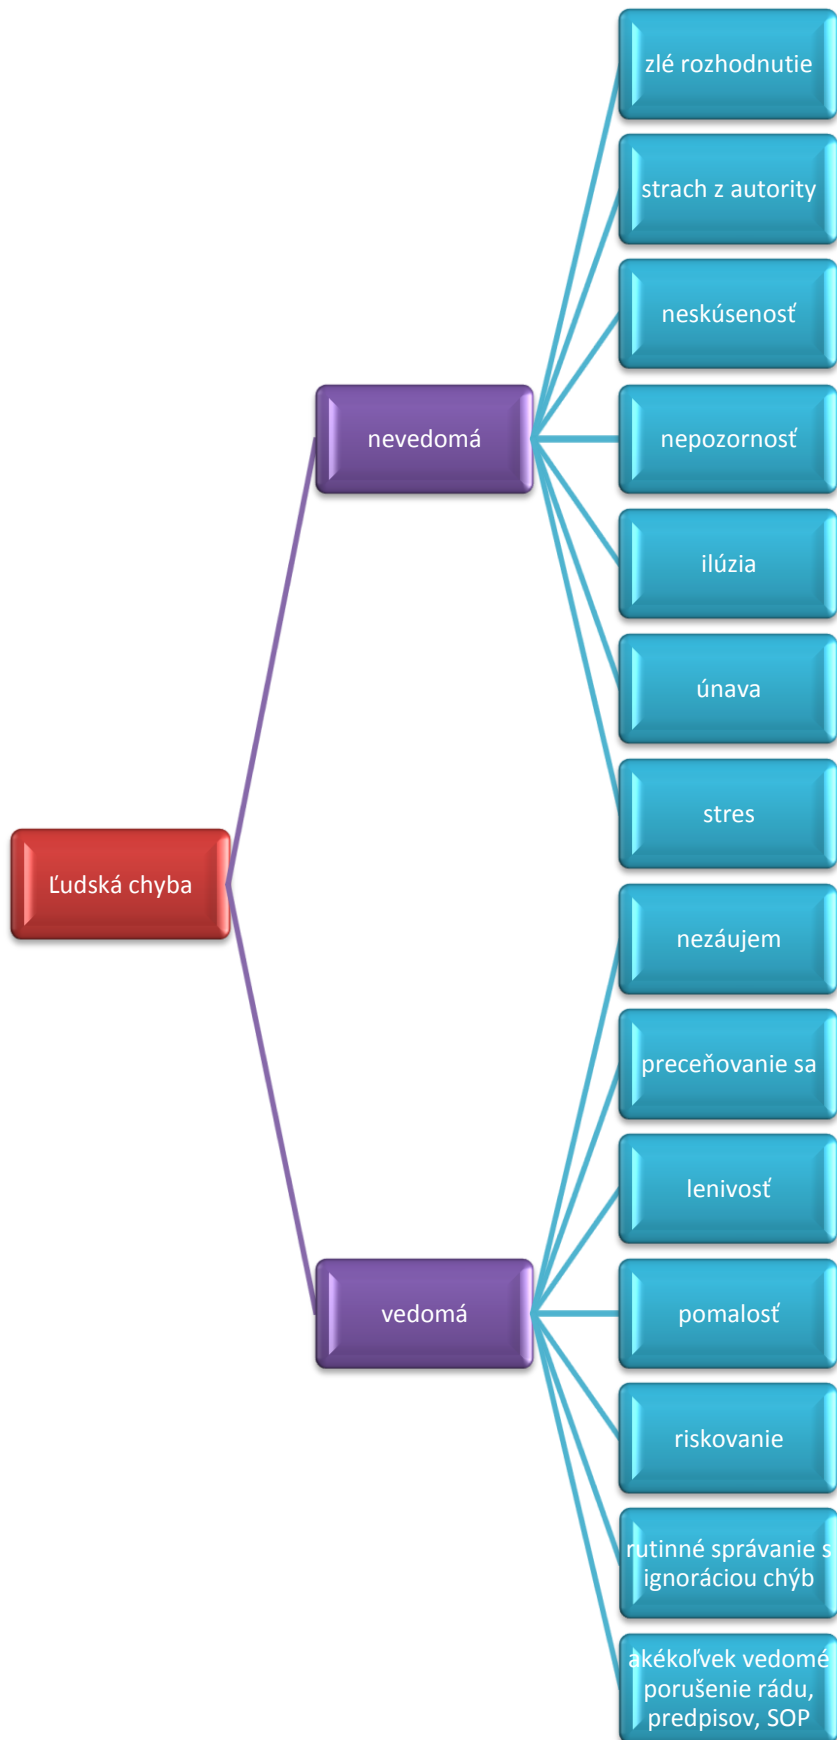 Ľudská chyba
nevedomá
zlé rozhodnutie
strach z autority
neskúsenosť
nepozornosť
ilúzia
únava
stres
vedomá
nezáujem
preceňovanie sa
lenivosť
pomalosť
riskovanie
rutinné správanie s
ignoráciou chýb
akékoľvek vedomé
porušenie rádu,
predpisov, SOP